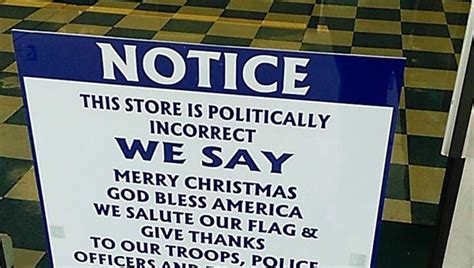 NOTICE
THIS STORE IS POLITICALLY
INCORRECT
WE SAY
MERRY CHRISTMAS
GOD BLESS AMERICA
WE SALUTE OUR FLAG &
GIVE THANKS
TO OUR TROOPS, POLICE
OFFICERS